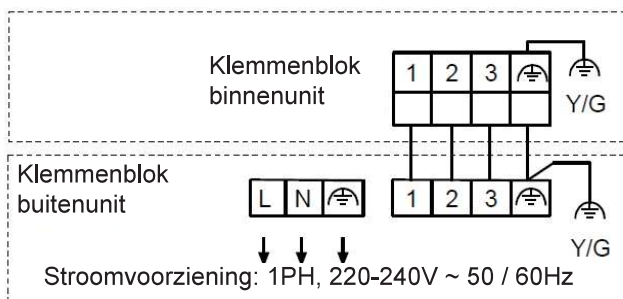 Klemmenblok
binnenunit
1 2 3
Y/G
Klemmenblok
buitenunit
L N
1 2 3
Y/G
Stroomvoorziening: 1PH, 220-240V ~ 50 / 60Hz